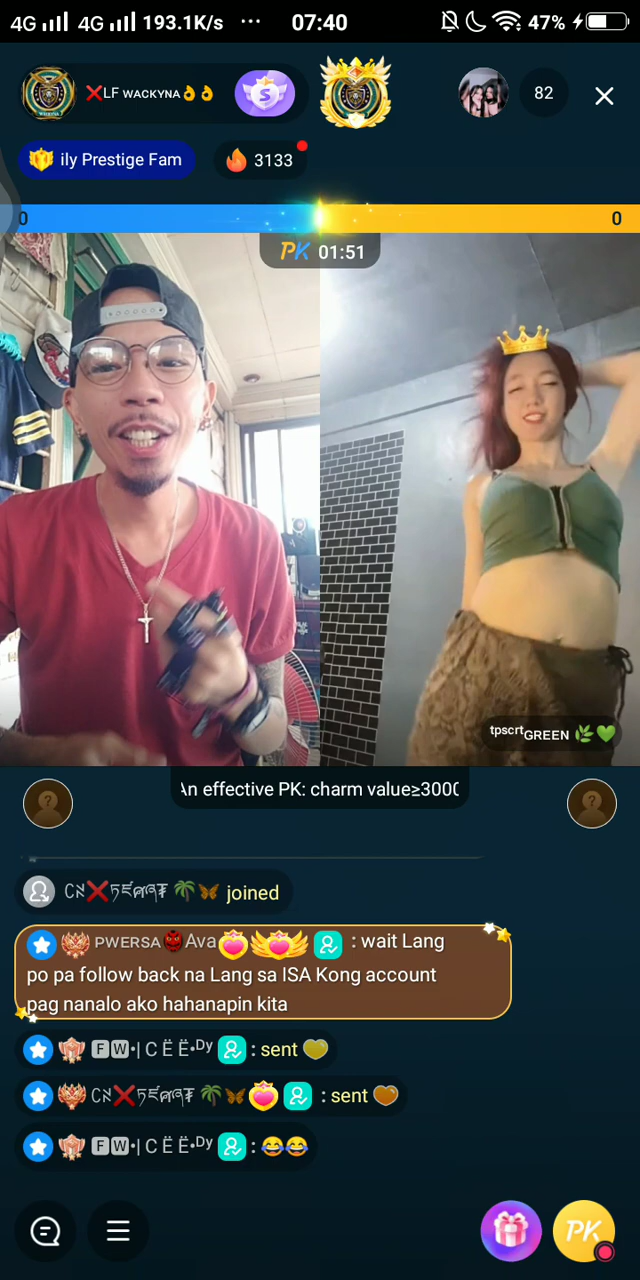 4G 4G 193.1K/s ... 07:40 47%
❌LF WACKYNA👌👌 S 82
ily Prestige Fam 3133
0 0
PK 01:51
tpscrtGREEN 🌿💚
An effective PK: charm value≥3000
joined
PWERSA👹Ava : wait Lang
po pa follow back na Lang sa ISA Kong account
pag nanalo ako hahanapin kita
FW•| C Ë Ë•Dy : sent
: sent
FW•| C Ë Ë•Dy : 😂😂
PK